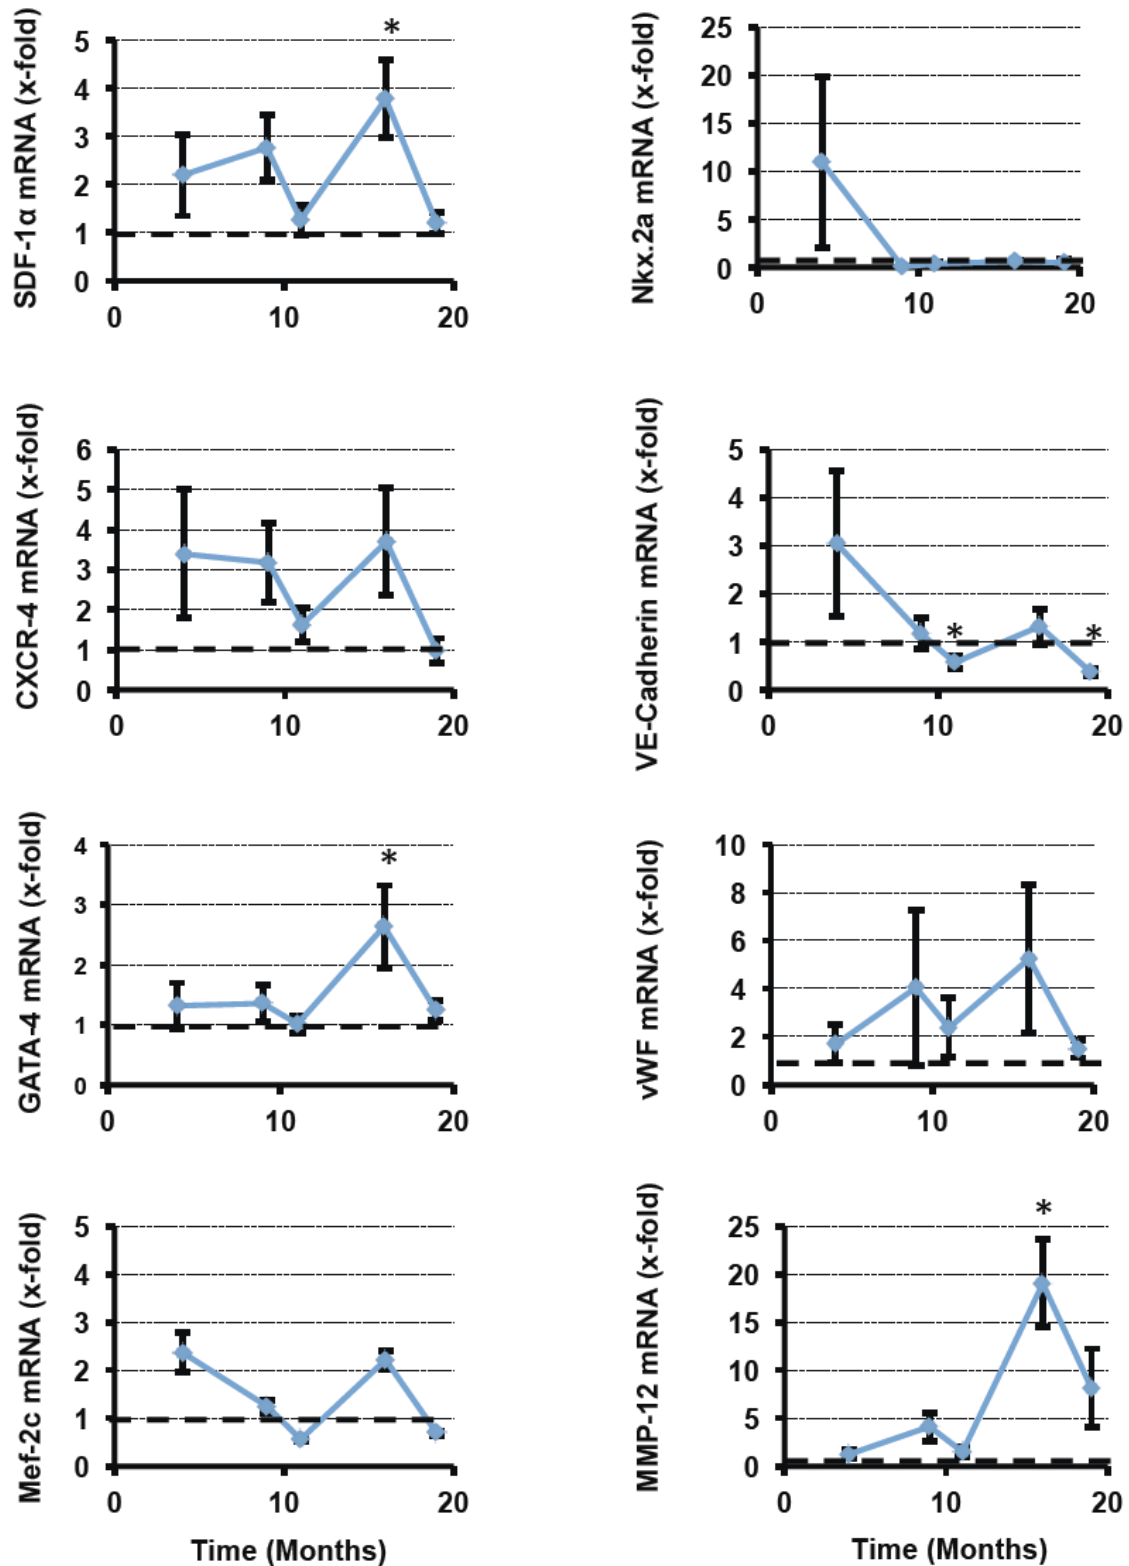 SDF-1α mRNA (x-fold)
5
4
3
2
1
0
*
0 10 20
Nkx.2a mRNA (x-fold)
25
20
15
10
5
0
0 10 20
CXCR-4 mRNA (x-fold)
6
5
4
3
2
1
0
0 10 20
VE-Cadherin mRNA (x-fold)
5
4
3
2
1
0
* *
0 10 20
GATA-4 mRNA (x-fold)
4
3
2
1
0
*
0 10 20
vWF mRNA (x-fold)
10
8
6
4
2
0
0 10 20
Mef-2c mRNA (x-fold)
5
4
3
2
1
0
0 10 20
Time (Months)
MMP-12 mRNA (x-fold)
25
20
15
10
5
0
*
0 10 20
Time (Months)